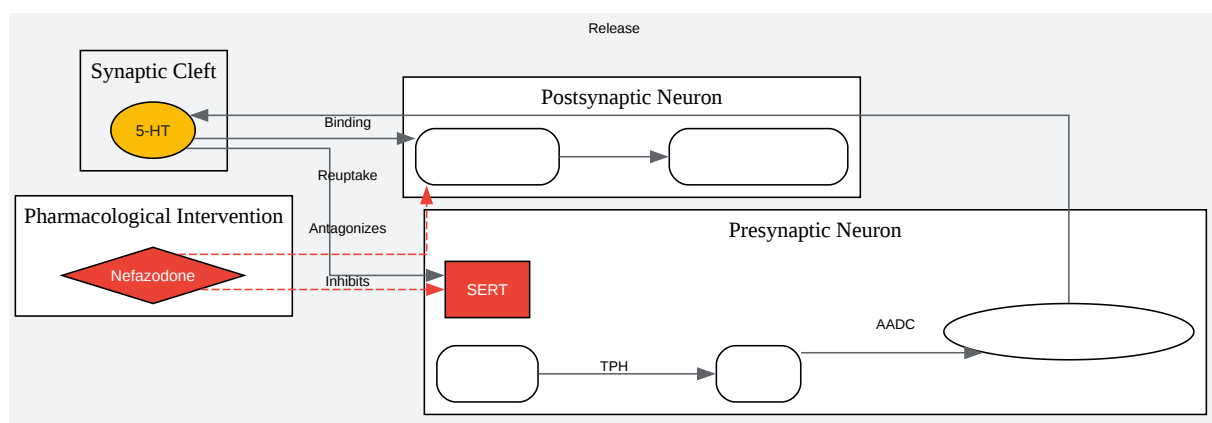 Release
Synaptic Cleft
5-HT
Postsynaptic Neuron
Binding
Reuptake
Pharmacological Intervention
Nefazodone
Antagonizes
Inhibits
Presynaptic Neuron
SERT
AADC
TPH